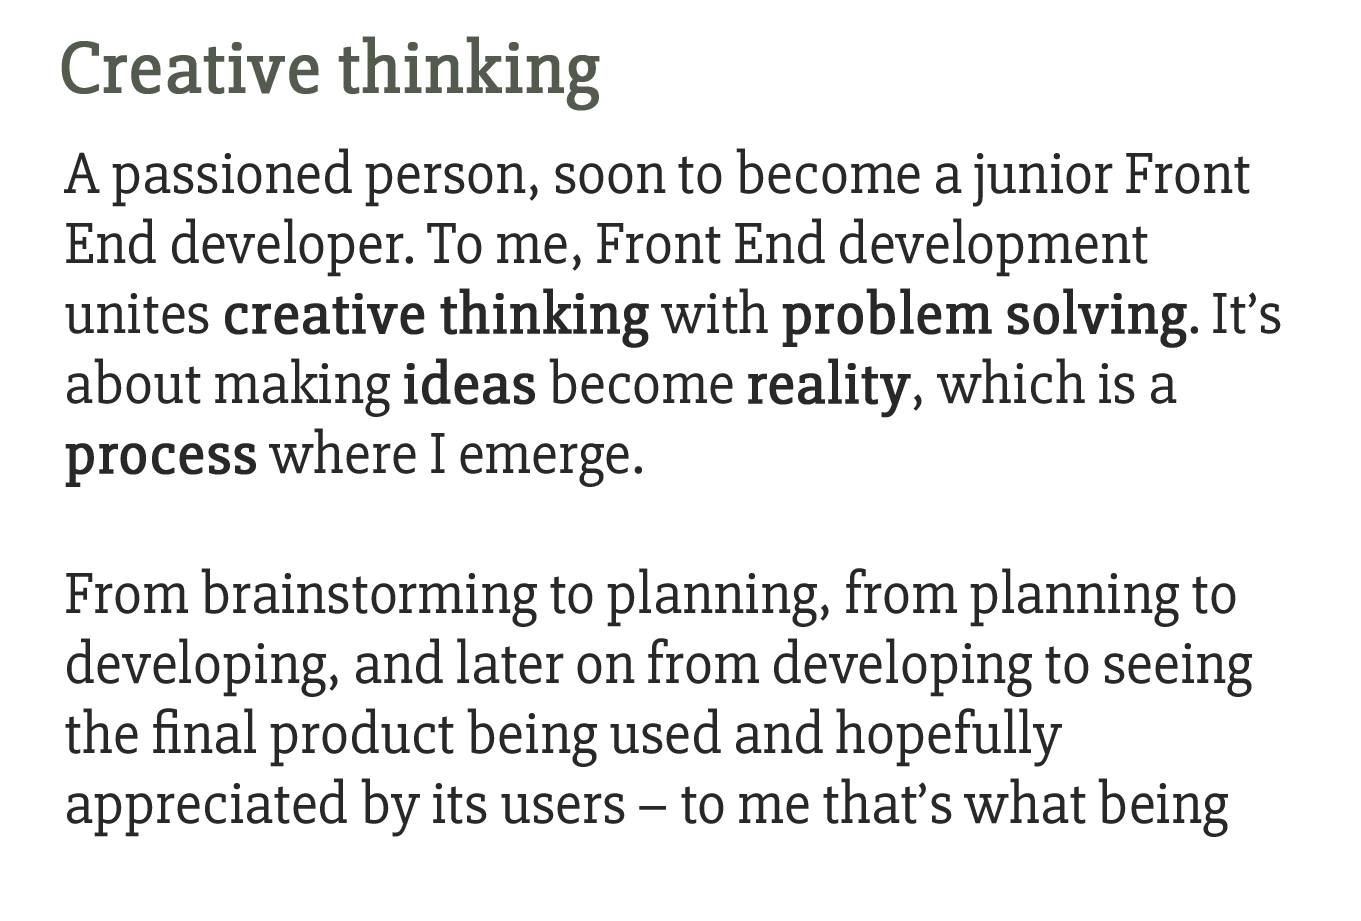 Creative thinking
A passioned person, soon to become a junior Front
End developer. To me, Front End development
unites creative thinking with problem solving. It’s
about making ideas become reality, which is a
process where I emerge.
From brainstorming to planning, from planning to
developing, and later on from developing to seeing
the final product being used and hopefully
appreciated by its users – to me that’s what being